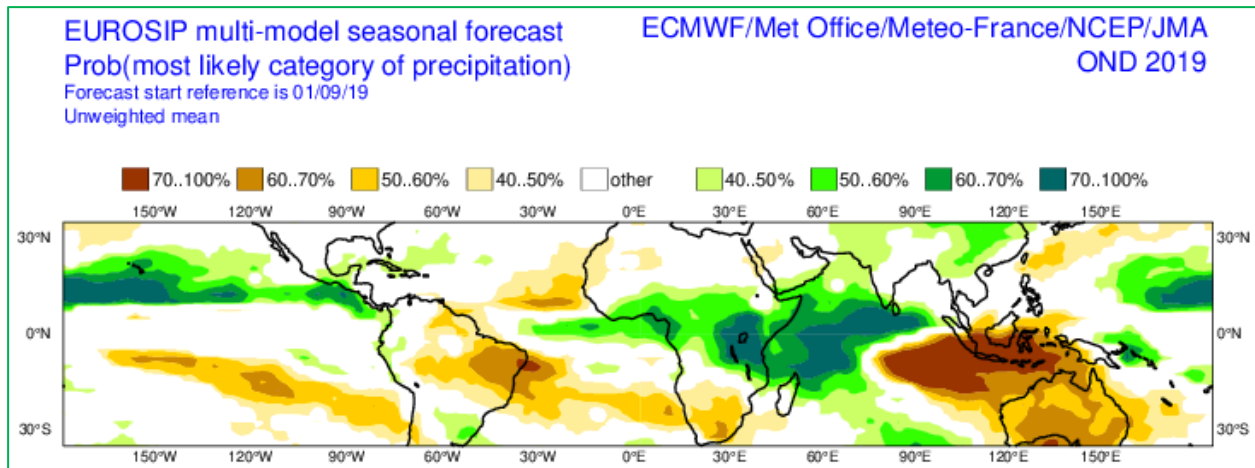 EUROSIP multi-model seasonal forecast
ECMWF/Met Office/Meteo-France/NCEP/JMA
Prob(most likely category of precipitation)
OND 2019
Forecast start reference is 01/09/19
Unweighted mean
70..100% 60..70% 50..60% 40..50% other 40..50% 50..60% 60..70% 70..100%
150°W 120°W 90°W 60°W 30°W 0°E 30°E 60°E 90°E 120°E 150°E
30°N 30°N
0°N 0°N
30°S 30°S
150°W 120°W 90°W 60°W 30°W 0°E 30°E 60°E 90°E 120°E 150°E